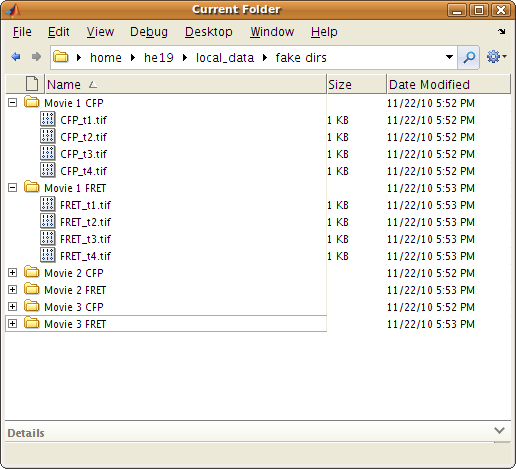 Current Folder
File Edit View Debug Desktop Window Help
home he19 local_data fake dirs
Name Size Date Modified
Movie 1 CFP 11/22/10 5:52 PM
CFP_t1.tif 1 KB 11/22/10 5:52 PM
CFP_t2.tif 1 KB 11/22/10 5:52 PM
CFP_t3.tif 1 KB 11/22/10 5:52 PM
CFP_t4.tif 1 KB 11/22/10 5:52 PM
Movie 1 FRET 11/22/10 5:53 PM
FRET_t1.tif 1 KB 11/22/10 5:53 PM
FRET_t2.tif 1 KB 11/22/10 5:53 PM
FRET_t3.tif 1 KB 11/22/10 5:53 PM
FRET_t4.tif 1 KB 11/22/10 5:53 PM
Movie 2 CFP 11/22/10 5:52 PM
Movie 2 FRET 11/22/10 5:53 PM
Movie 3 CFP 11/22/10 5:52 PM
Movie 3 FRET 11/22/10 5:53 PM
Details